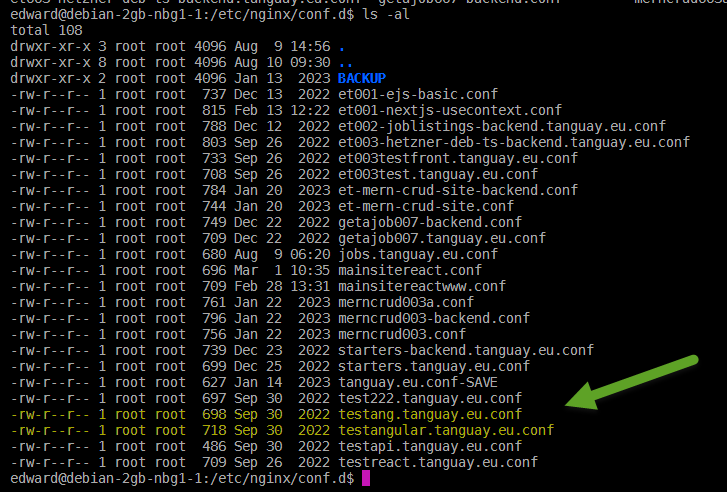 edward@debian-2gb-nbg1-1:/etc/nginx/conf.d$ ls -al
total 108
drwxr-xr-x 3 root root 4096 Aug  9 14:56 .
drwxr-xr-x 8 root root 4096 Aug 10 09:30 ..
drwxr-xr-x 2 root root 4096 Jan 13  2023 BACKUP
-rw-r--r-- 1 root root  737 Dec 13  2022 et001-ejs-basic.conf
-rw-r--r-- 1 root root  815 Feb 13 12:22 et001-nextjs-usecontext.conf
-rw-r--r-- 1 root root  788 Dec 12  2022 et002-joblistings-backend.tanguay.eu.conf
-rw-r--r-- 1 root root  803 Sep 26  2022 et003-hetzner-deb-ts-backend.tanguay.eu.conf
-rw-r--r-- 1 root root  733 Sep 26  2022 et003testfront.tanguay.eu.conf
-rw-r--r-- 1 root root  708 Sep 26  2022 et003test.tanguay.eu.conf
-rw-r--r-- 1 root root  784 Jan 20  2023 et-mern-crud-site-backend.conf
-rw-r--r-- 1 root root  744 Jan 20  2023 et-mern-crud-site.conf
-rw-r--r-- 1 root root  749 Dec 22  2022 getajob007-backend.conf
-rw-r--r-- 1 root root  709 Dec 22  2022 getajob007.tanguay.eu.conf
-rw-r--r-- 1 root root  680 Aug  9 06:20 jobs.tanguay.eu.conf
-rw-r--r-- 1 root root  696 Mar  1 10:35 mainsitereact.conf
-rw-r--r-- 1 root root  709 Feb 28 13:31 mainsitereactwww.conf
-rw-r--r-- 1 root root  761 Jan 22  2023 merncrud003a.conf
-rw-r--r-- 1 root root  796 Jan 22  2023 merncrud003-backend.conf
-rw-r--r-- 1 root root  756 Jan 22  2023 merncrud003.conf
-rw-r--r-- 1 root root  739 Dec 23  2022 starters-backend.tanguay.eu.conf
-rw-r--r-- 1 root root  699 Dec 25  2022 starters.tanguay.eu.conf
-rw-r--r-- 1 root root  627 Jan 14  2023 tanguay.eu.conf-SAVE
-rw-r--r-- 1 root root  697 Sep 30  2022 test222.tanguay.eu.conf
-rw-r--r-- 1 root root  698 Sep 30  2022 testang.tanguay.eu.conf
-rw-r--r-- 1 root root  718 Sep 30  2022 testangular.tanguay.eu.conf
-rw-r--r-- 1 root root  486 Sep 30  2022 testapi.tanguay.eu.conf
-rw-r--r-- 1 root root  709 Sep 26  2022 testreact.tanguay.eu.conf
edward@debian-2gb-nbg1-1:/etc/nginx/conf.d$